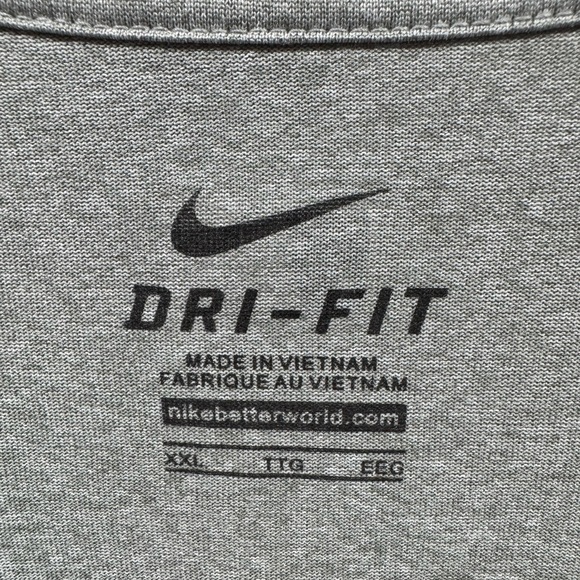 DRI-FIT
MADE IN VIETNAM
FABRIQUE AU VIETNAM
nikebetterworld.com
XXL TTG EEG